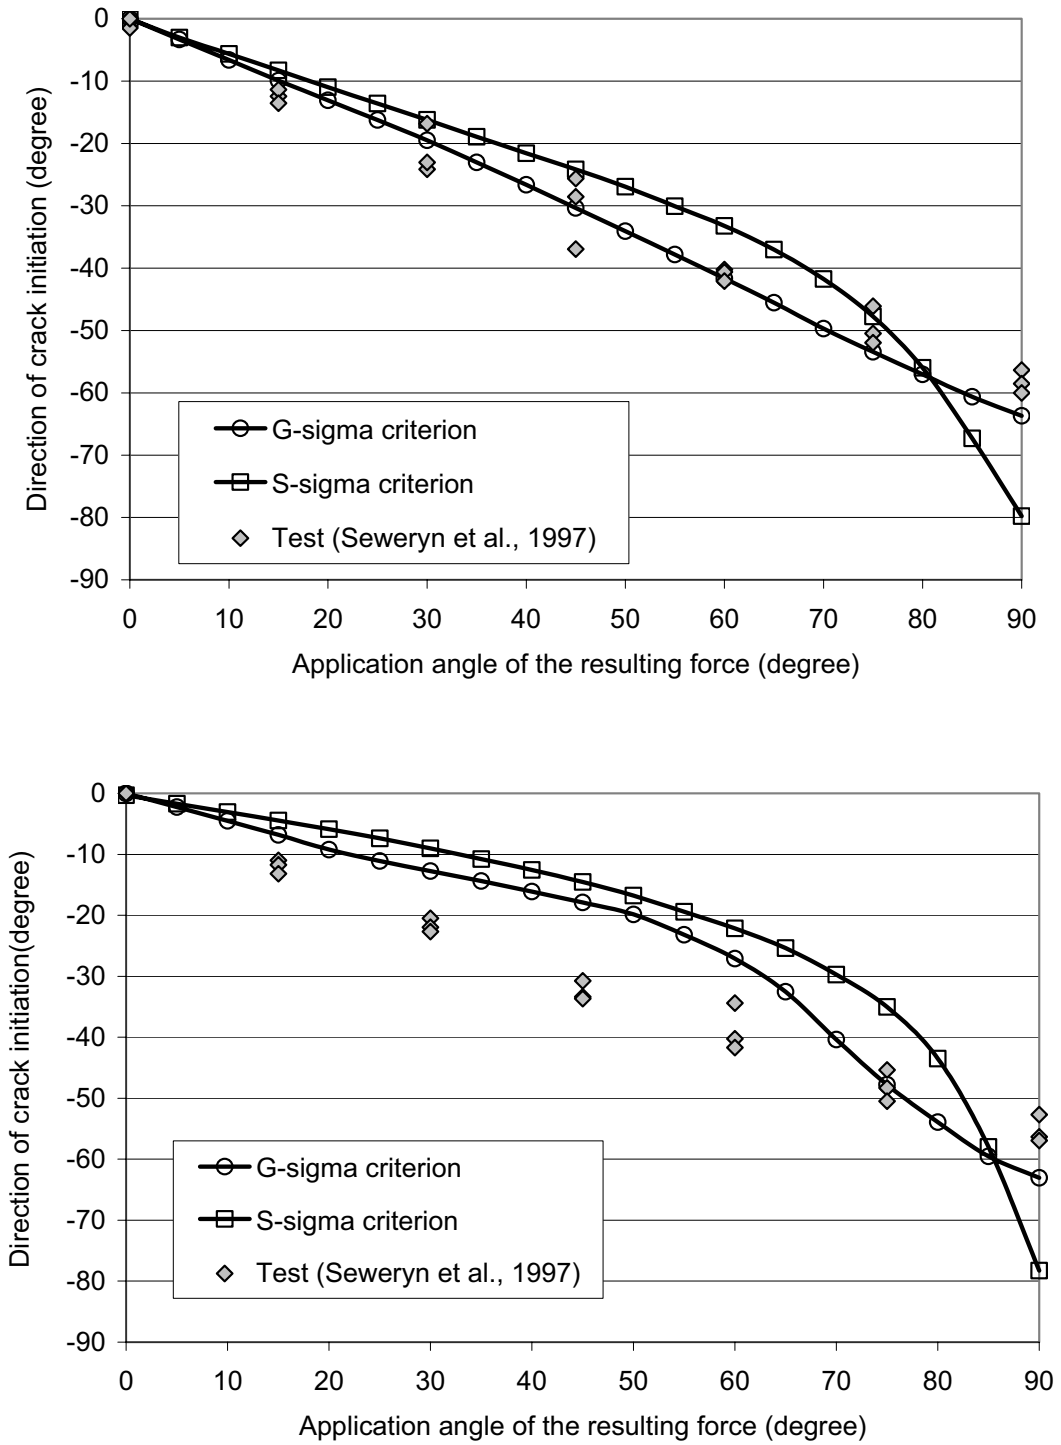 0
-10
-20
-30
-40
-50
-60
-70
-80
-90
Direction of crack initiation (degree)
G-sigma criterion
S-sigma criterion
Test (Seweryn et al., 1997)
0 10 20 30 40 50 60 70 80 90
Application angle of the resulting force (degree)
0
-10
-20
-30
-40
-50
-60
-70
-80
-90
Direction of crack initiation(degree)
G-sigma criterion
S-sigma criterion
Test (Seweryn et al., 1997)
0 10 20 30 40 50 60 70 80 90
Application angle of the resulting force (degree)